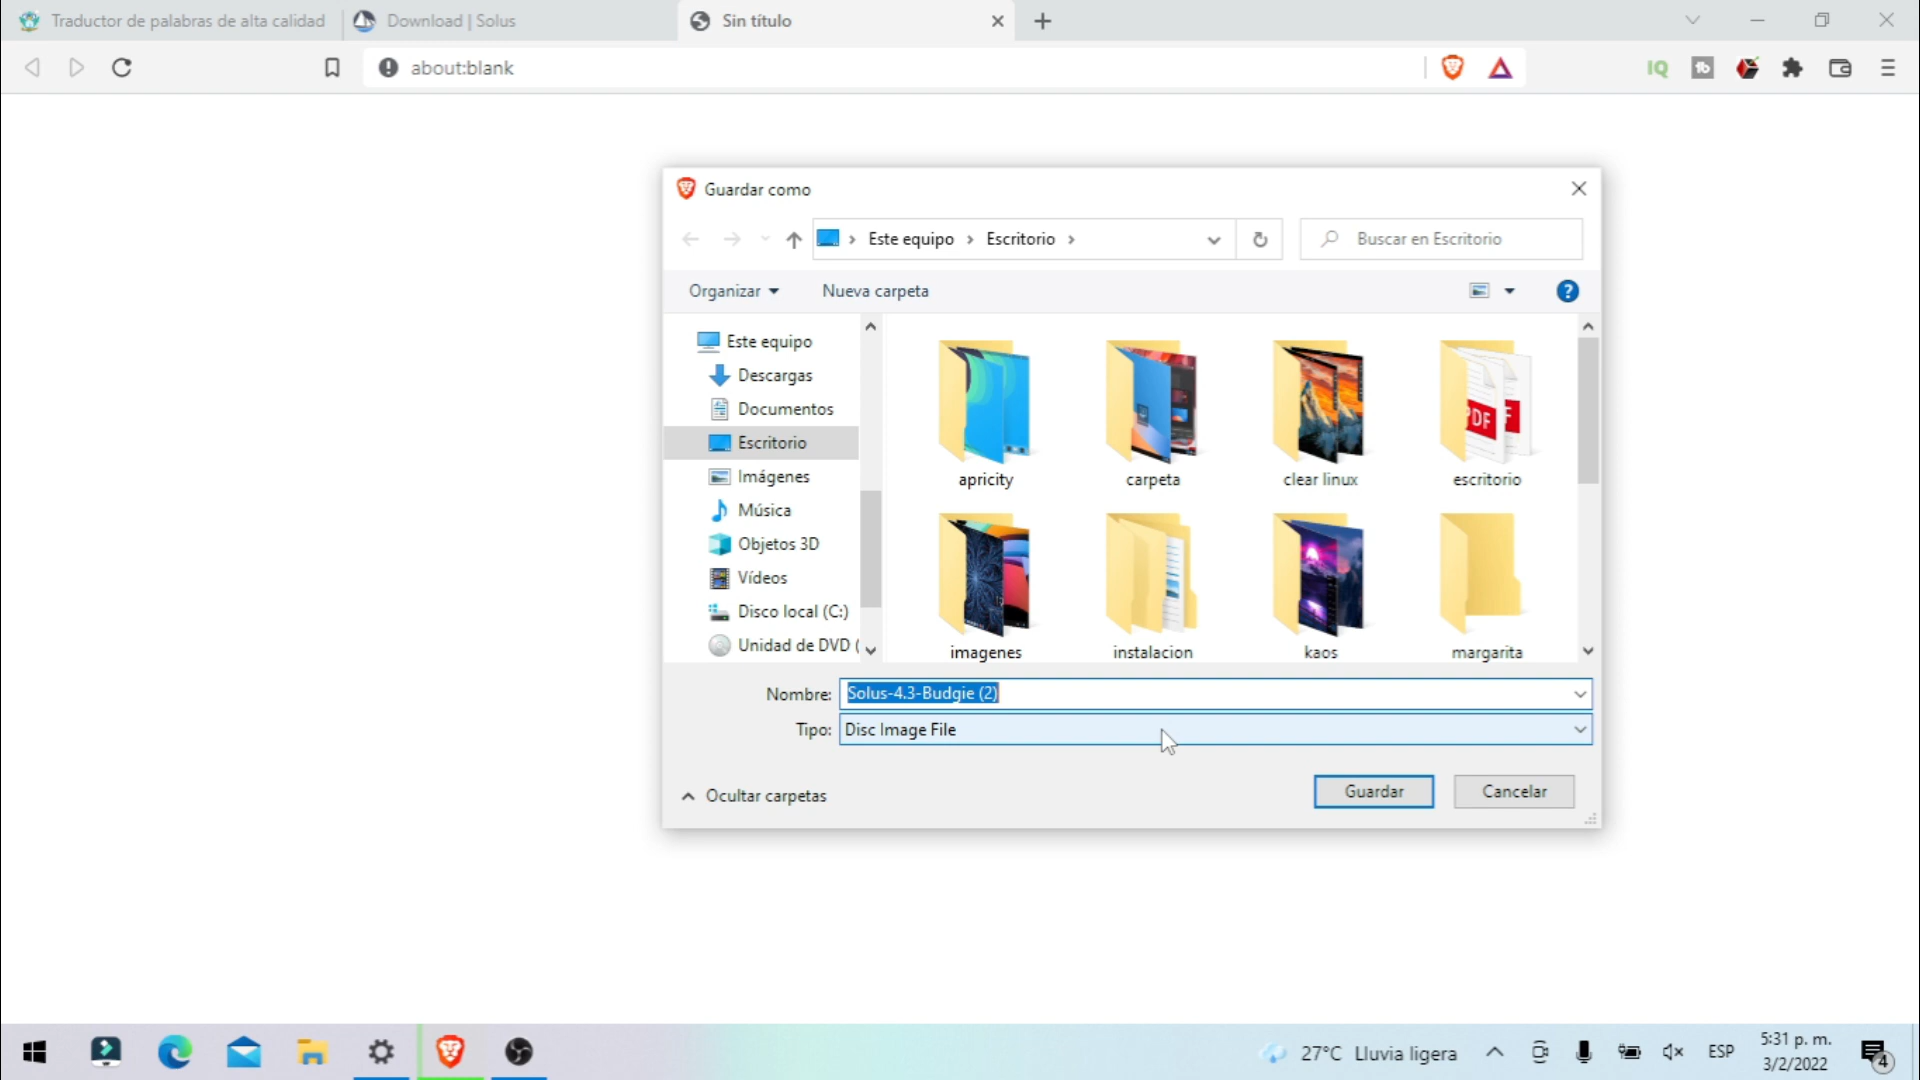 Traductor de palabras de alta calidad
Download | Solus
Sin título
about:blank
IQ
Guardar como
Este equipo
Escritorio
Buscar en Escritorio
Organizar
Nueva carpeta
?
Este equipo
Descargas
Documentos
Escritorio
Imágenes
Música
Objetos 3D
Vídeos
Disco local (C:)
Unidad de DVD (
PDF
apricity
carpeta
clear linux
escritorio
imagenes
instalacion
kaos
margarita
Nombre:
Solus-4.3-Budgie (2)
Tipo:
Disc Image File
Ocultar carpetas
Guardar
Cancelar
27°C Lluvia ligera
ESP
5:31 p. m.
3/2/2022
4